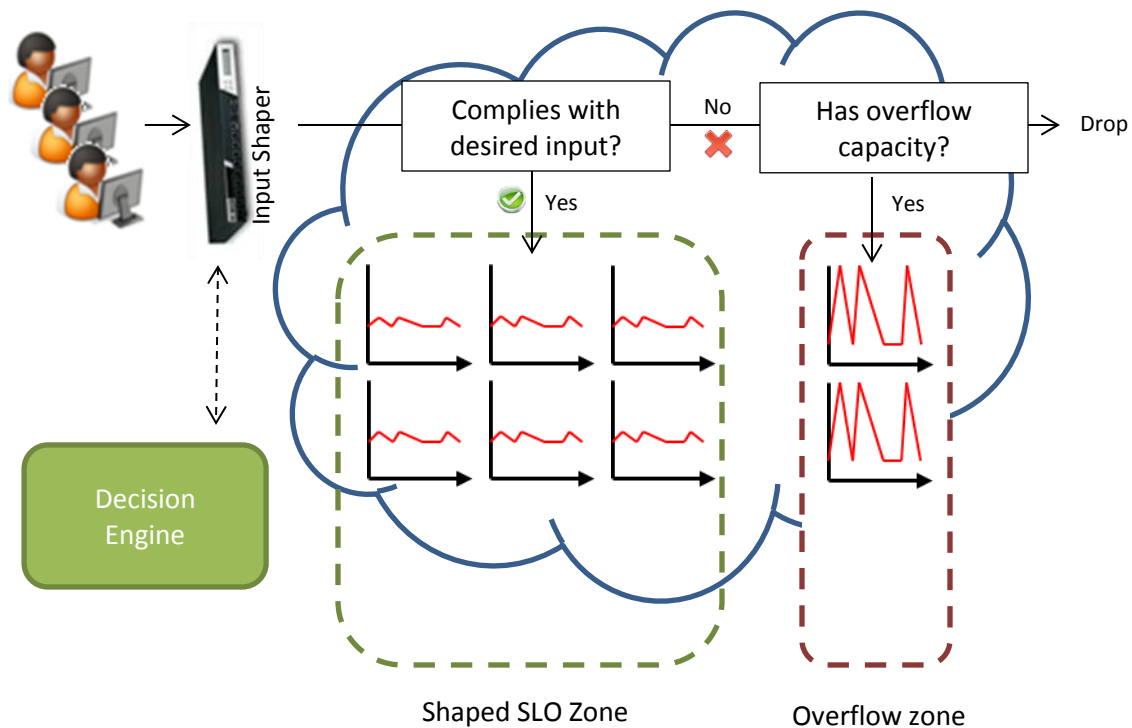 Complies with
desired input?
No
Has overflow
capacity?
Drop
Input Shaper
Yes
Yes
Decision
Engine
Shaped SLO Zone
Overflow zone